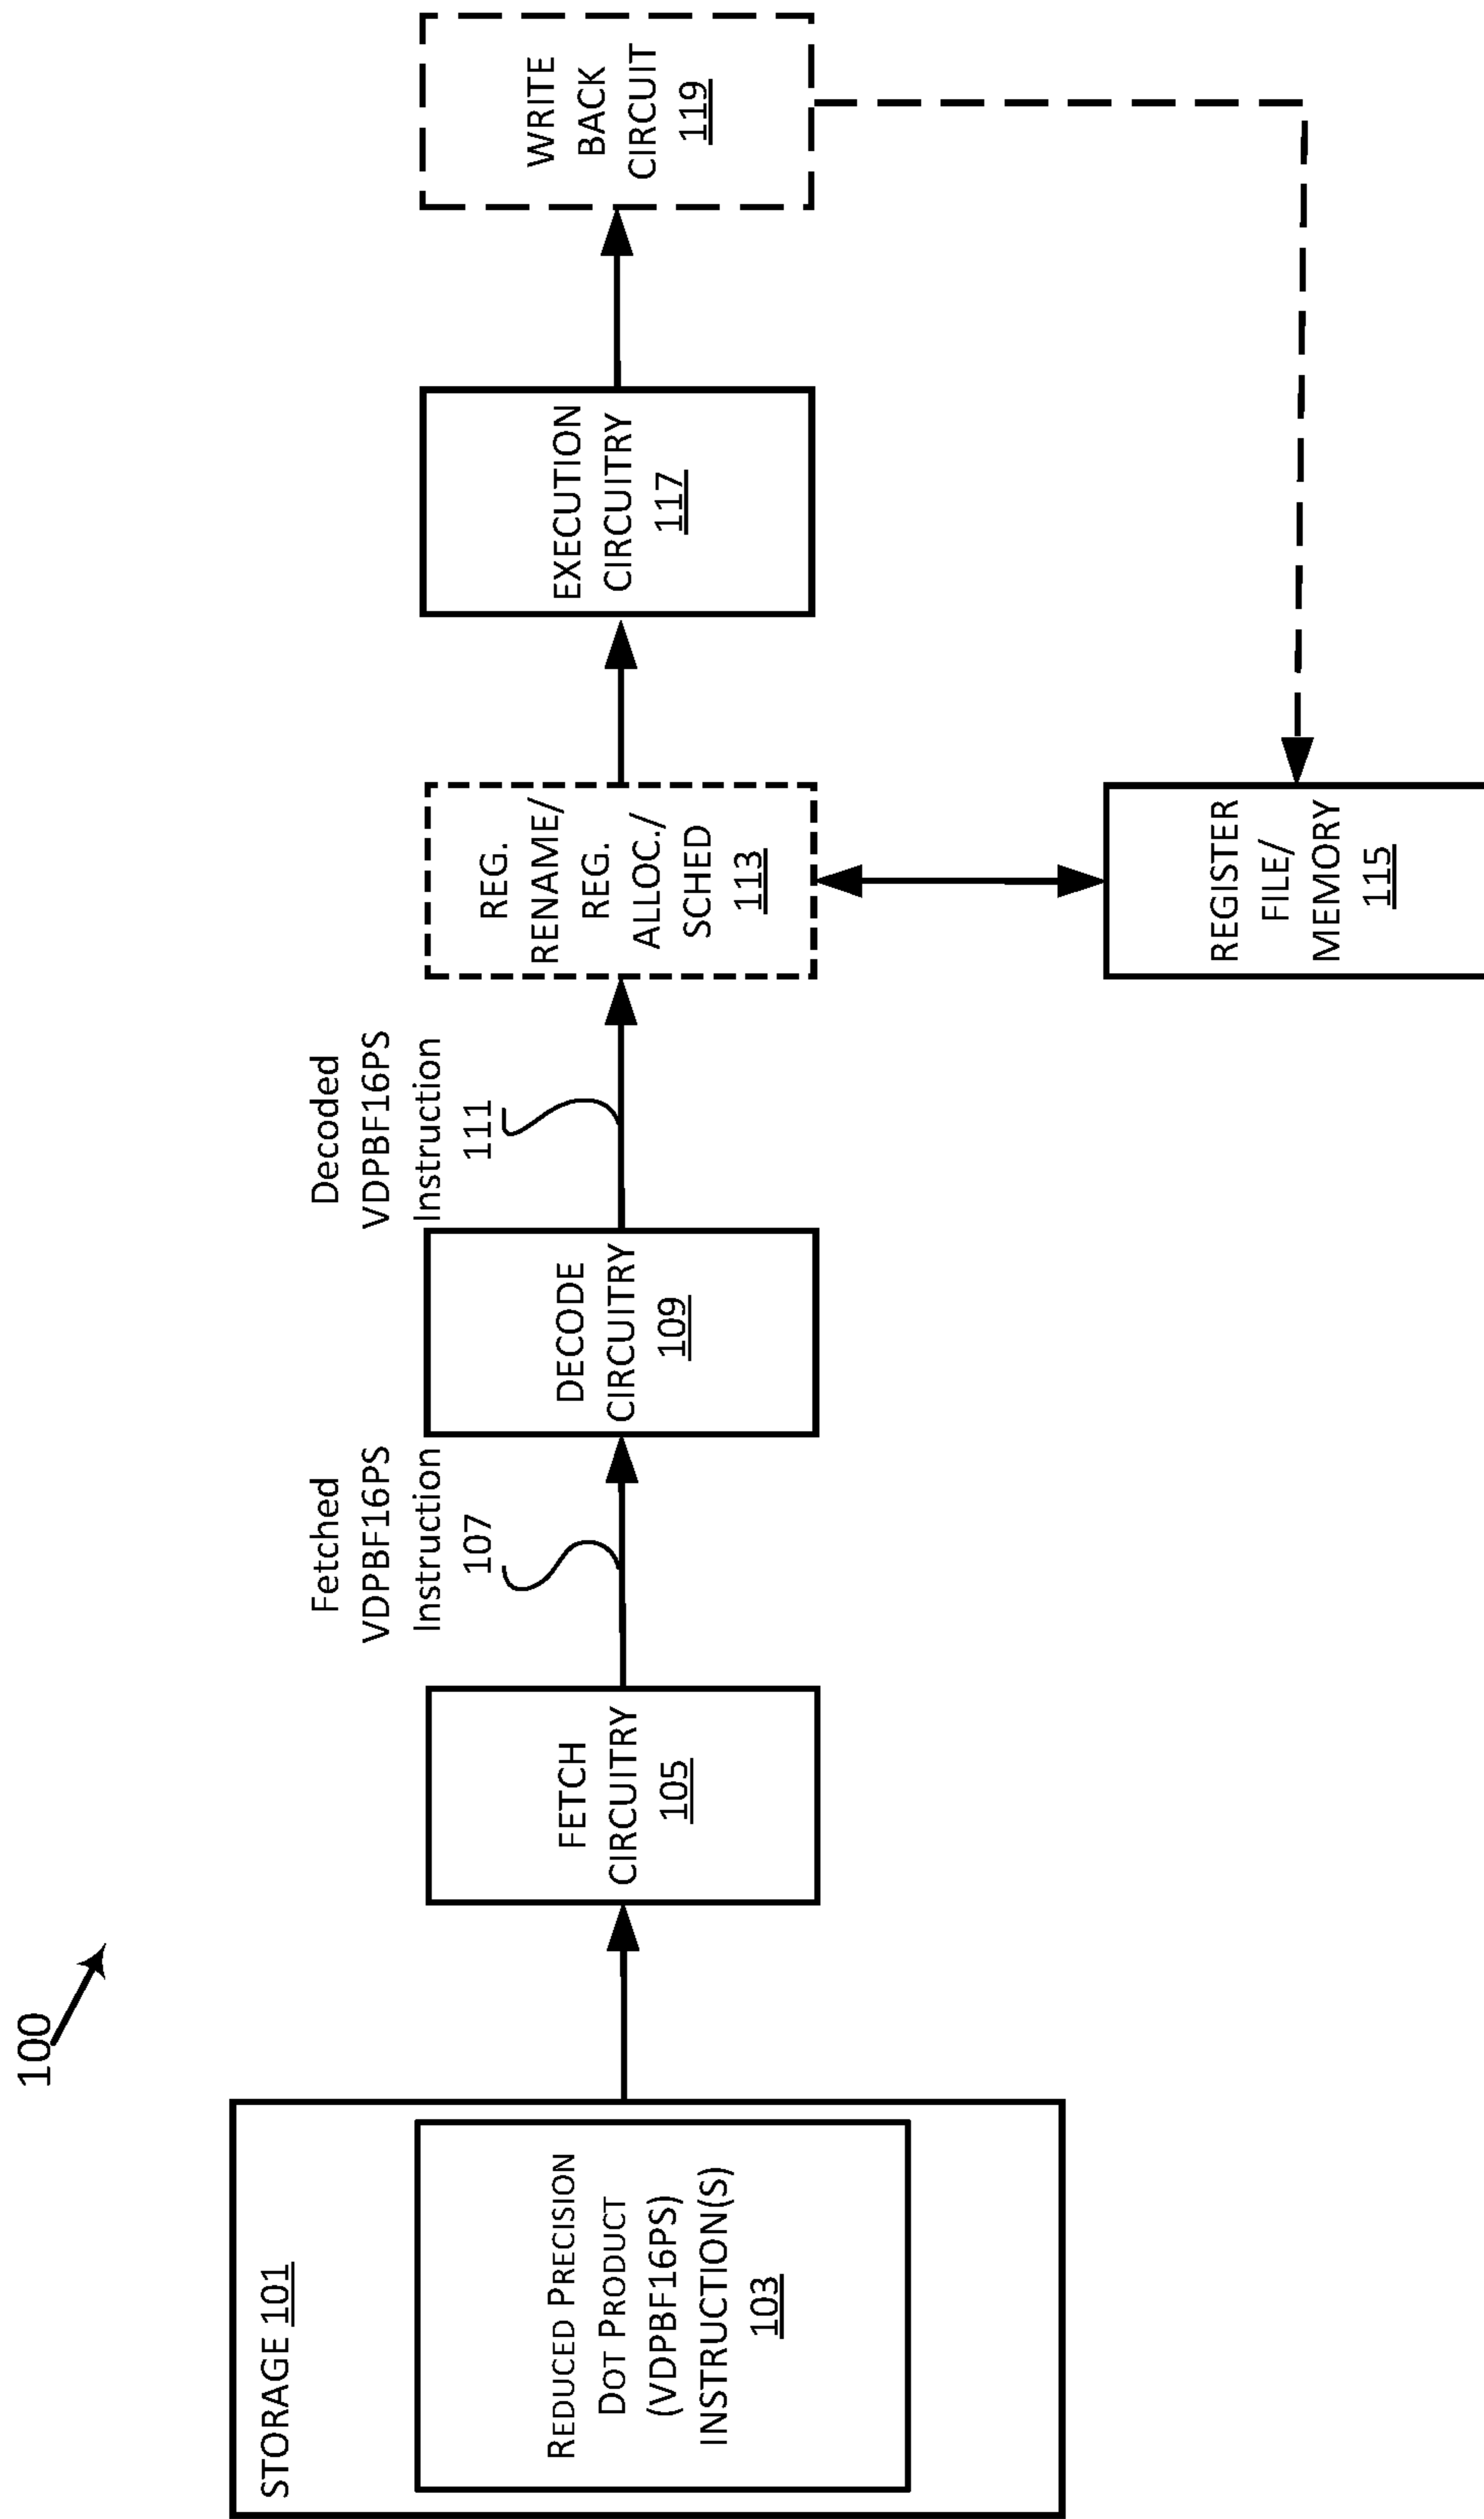 100
STORAGE 101
REDUCED PRECISION
DOT PRODUCT
(VDPBF16PS)
INSTRUCTION(S)
103
FETCH
CIRCUITRY
105
Fetched
VDPBF16PS
Instruction
107
DECODE
CIRCUITRY
109
Decoded
VDPBF16PS
Instruction
111
REG.
RENAME/
REG.
ALLOC./
SCHED
113
REGISTER
FILE/
MEMORY
115
EXECUTION
CIRCUITRY
117
WRITE
BACK
CIRCUIT
119